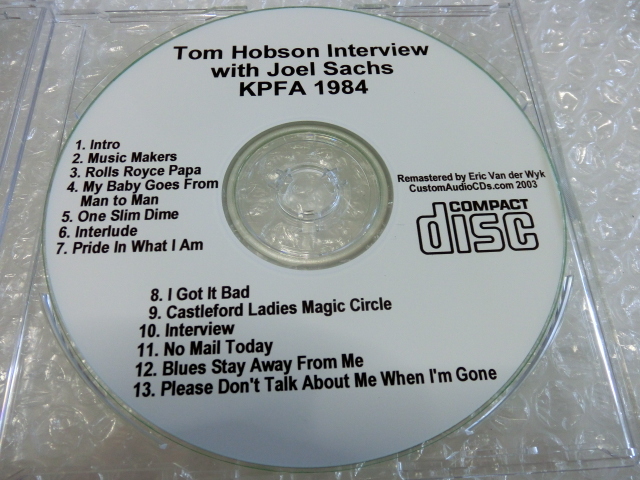 Tom Hobson Interview
with Joel Sachs
KPFA 1984
1. Intro
2. Music Makers
3. Rolls Royce Papa
4. My Baby Goes From
Man to Man
5. One Slim Dime
6. Interlude
7. Pride In What I Am
Remastered by Eric Van der Wyk
CustomAudioCDs.com 2003
COMPACT
disc
8. I Got It Bad
9. Castleford Ladies Magic Circle
10. Interview
11. No Mail Today
12. Blues Stay Away From Me
13. Please Don't Talk About Me When I'm Gone